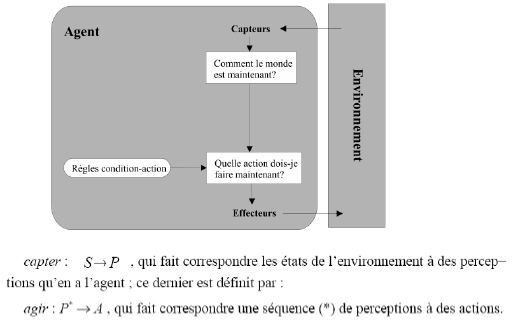 Agent
Capteurs
Comment le monde
est maintenant?
Environnement
Règles condition-action
Quelle action dois-je
faire maintenant?
Effecteurs
capter : S→P , qui fait correspondre les états de l'environement à des percep-
tions qu'en a l'agent ; ce dernier est définit par :
agir : P* → A , qui fait correspondre une séquence (*) de perceptions à des actions.